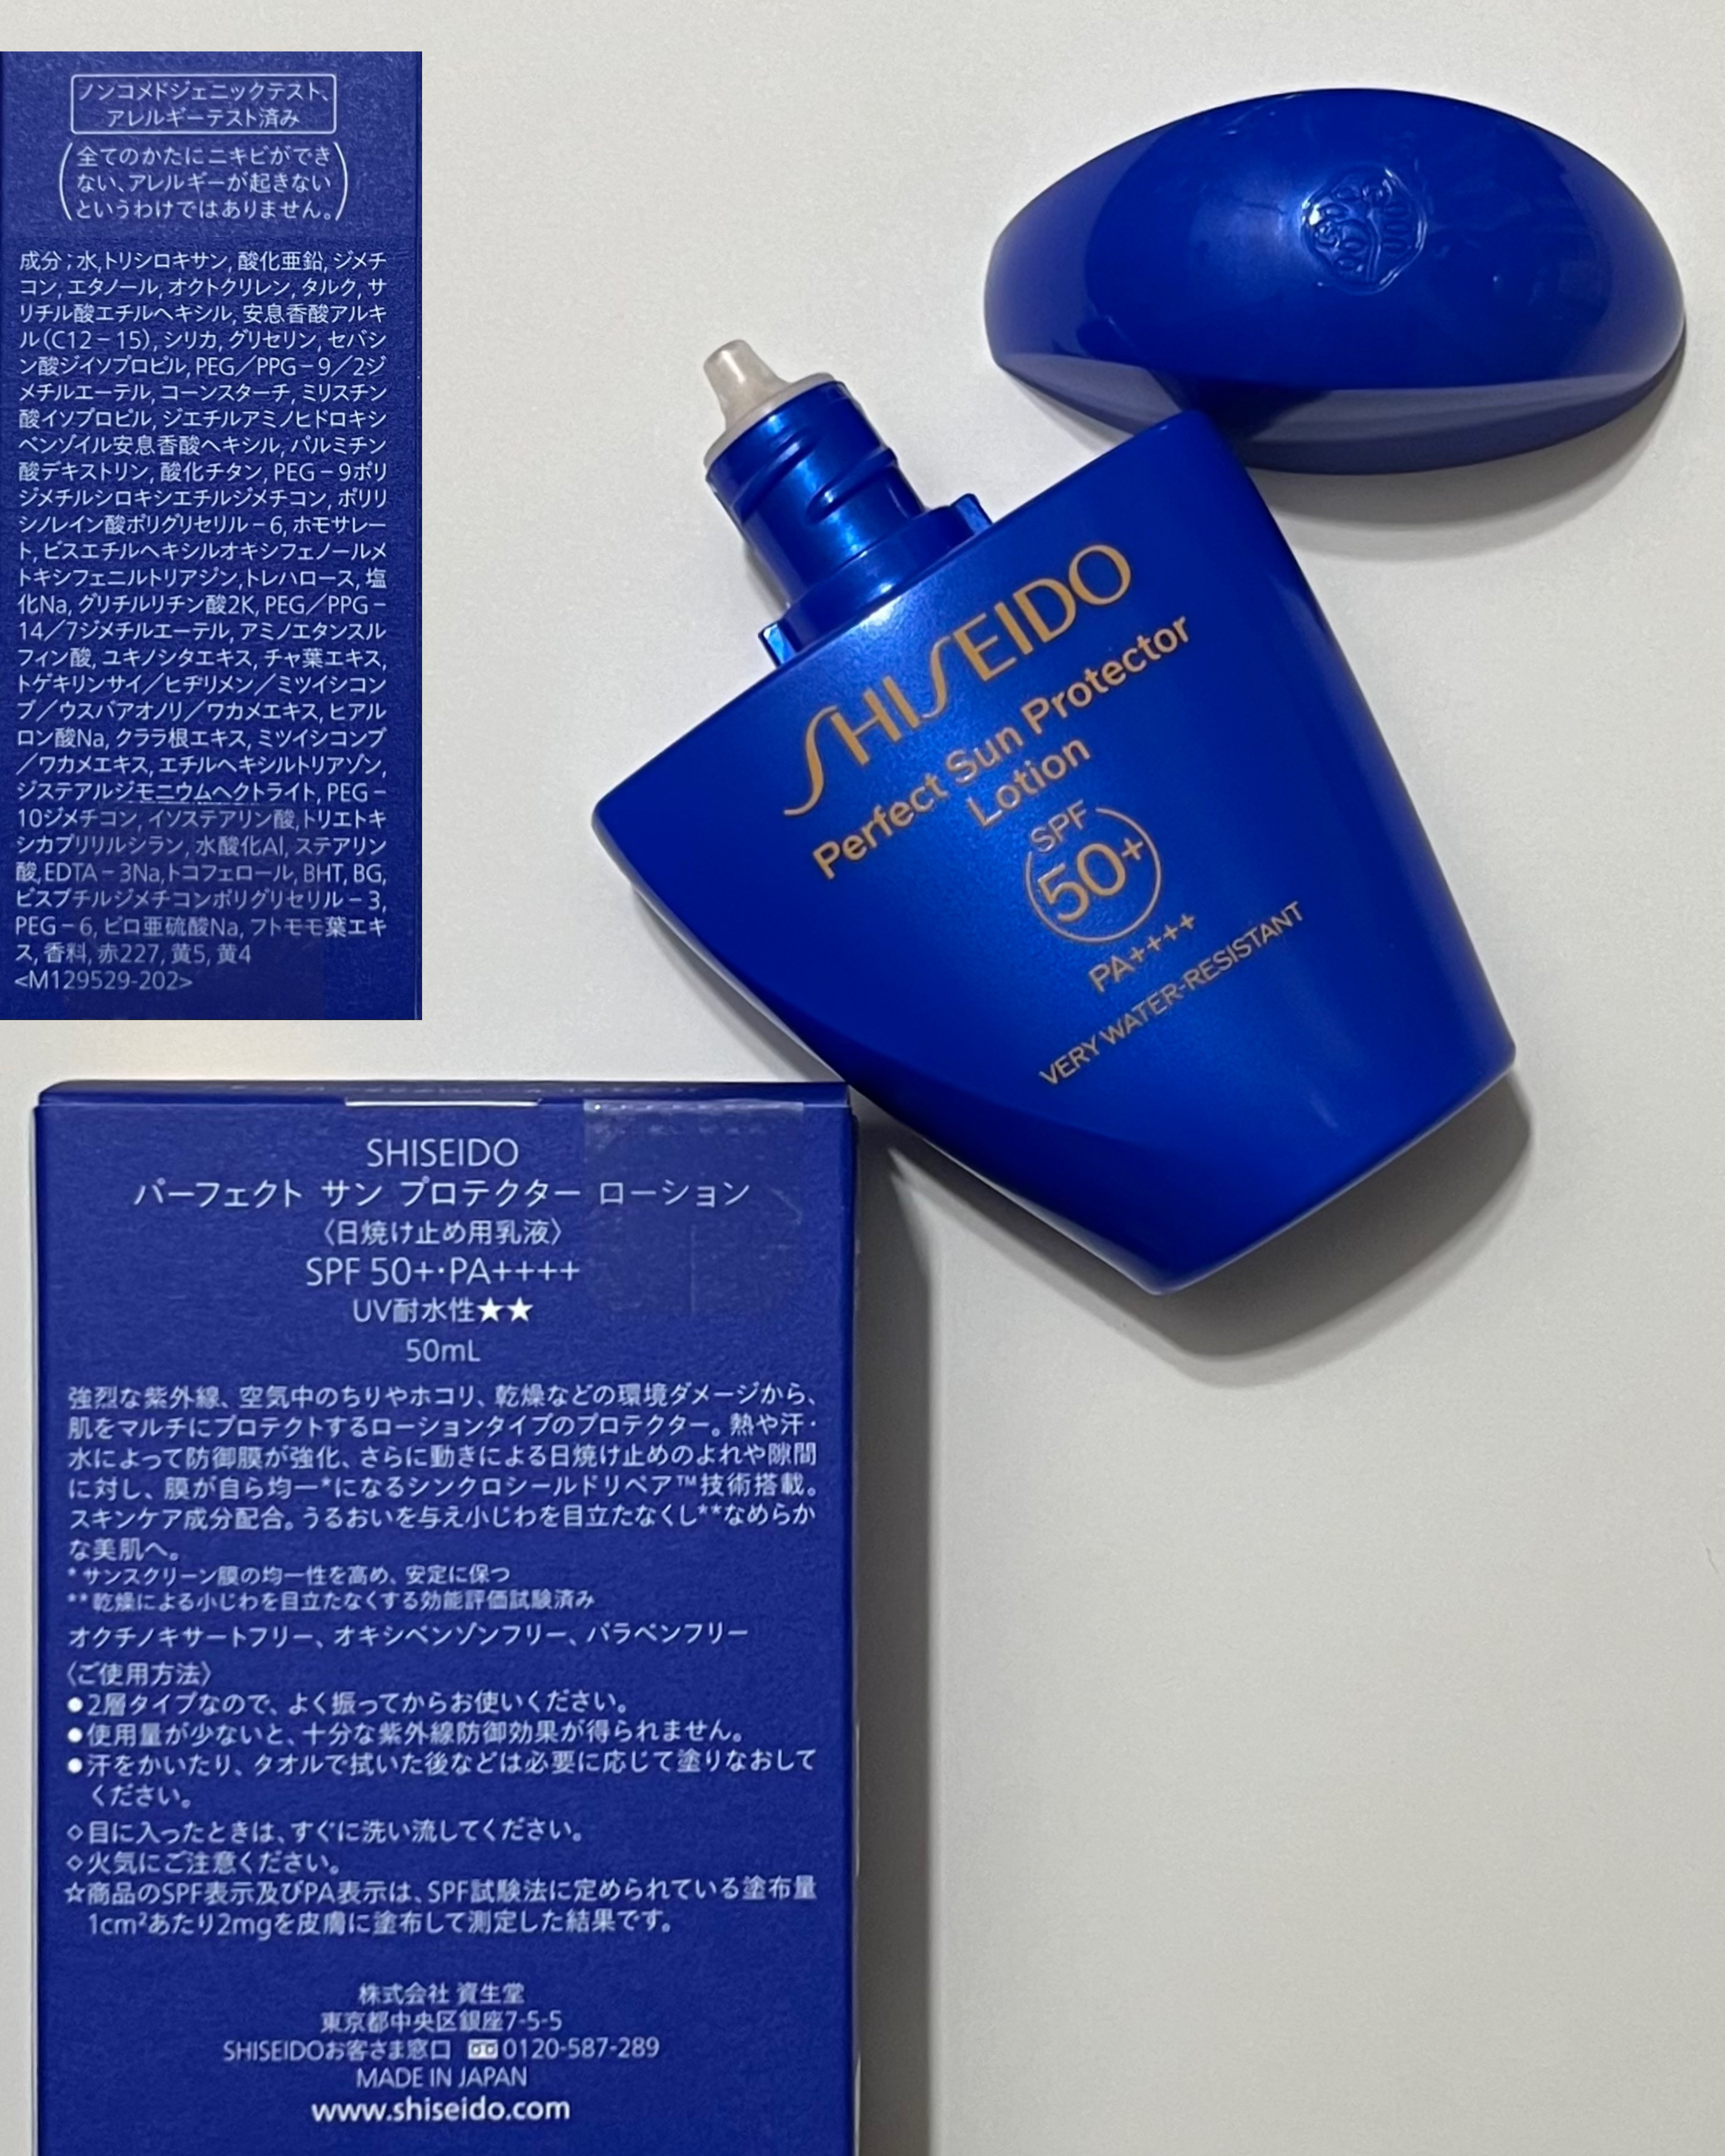 ノンコメドジェニックテスト、
アレルギーテスト済み
(全てのかたにニキビができ
ない、アレルギーが起きない
というわけではありません。)
成分 ; 水,トリシロキサン, 酸化亜鉛, ジメチ
コン, エタノール, オクトクリレン, タルク, サ
リチル酸エチルヘキシル, 安息香酸アルキ
ル(C12−15), シリカ, グリセリン, セバシ
ン酸ジイソプロピル, PEG/PPG−9/2ジ
メチルエーテル, コーンスターチ, ミリスチン
酸イソプロピル, ジエチルアミノヒドロキシ
ベンゾイル安息香酸ヘキシル, パルミチン
酸デキストリン, 酸化チタン, PEG−9ポリ
ジメチルシロキシエチルジメチコン, ポリリ
シノレイン酸ポリグリセリル−6, ホモサレー
ト, ビスエチルヘキシルオキシフェノールメ
トキシフェニルトリアジン,トレハロース, 塩
化Na, グリチルリチン酸2K, PEG/PPG−
14/7ジメチルエーテル, アミノエタンスル
フィン酸, ユキノシタエキス, チャ葉エキス,
トゲキリンサイ/ヒヂリメン/ミツイシコン
ブ/ウスバアオノリ/ワカメエキス, ヒアル
ロン酸Na, クララ根エキス, ミツイシコンブ
/ワカメエキス, エチルヘキシルトリアゾン,
ジステアルジモニウムヘクトライト, PEG−
10ジメチコン, イソステアリン酸,トリエトキ
シカプリリルシラン, 水酸化Al, ステアリン
酸,EDTA−3Na,トコフェロール, BHT, BG,
ビスブチルジメチコンポリグリセリル−3,
PEG−6, ピロ亜硫酸Na, フトモモ葉エキ
ス, 香料, 赤227, 黄5, 黄4
<M129529-202>
SHISEIDO
Perfect Sun Protector
Lotion
SPF
50+
PA++++
VERY WATER-RESISTANT
SHISEIDO
パーフェクト サン プロテクター ローション
〈日焼け止め用乳液〉
SPF 50+・PA++++
UV耐水性★★
50mL
強烈な紫外線、空気中のちりやホコリ、乾燥などの環境ダメージから、
肌をマルチにプロテクトするローションタイプのプロテクター。熱や汗・
水によって防御膜が強化、さらに動きによる日焼け止めのよれや隙間
に対し、膜が自ら均一*になるシンクロシールドリペア™技術搭載。
スキンケア成分配合。うるおいを与え小じわを目立たなくし**なめらか
な美肌へ。
* サンスクリーン膜の均一性を高め、安定に保つ
** 乾燥による小じわを目立たなくする効能評価試験済み
オクチノキサートフリー、オキシベンゾンフリー、パラベンフリー
〈ご使用方法〉
●2層タイプなので、よく振ってからお使いください。
●使用量が少ないと、十分な紫外線防御効果が得られません。
●汗をかいたり、タオルで拭いた後などは必要に応じて塗りなおして
ください。
◇目に入ったときは、すぐに洗い流してください。
◇火気にご注意ください。
☆商品のSPF表示及びPA表示は、SPF試験法に定められている塗布量
1cm²あたり2mgを皮膚に塗布して測定した結果です。
株式会社 資生堂
東京都中央区銀座7-5-5
SHISEIDOお客さま窓口 0120-587-289
MADE IN JAPAN
www.shiseido.com